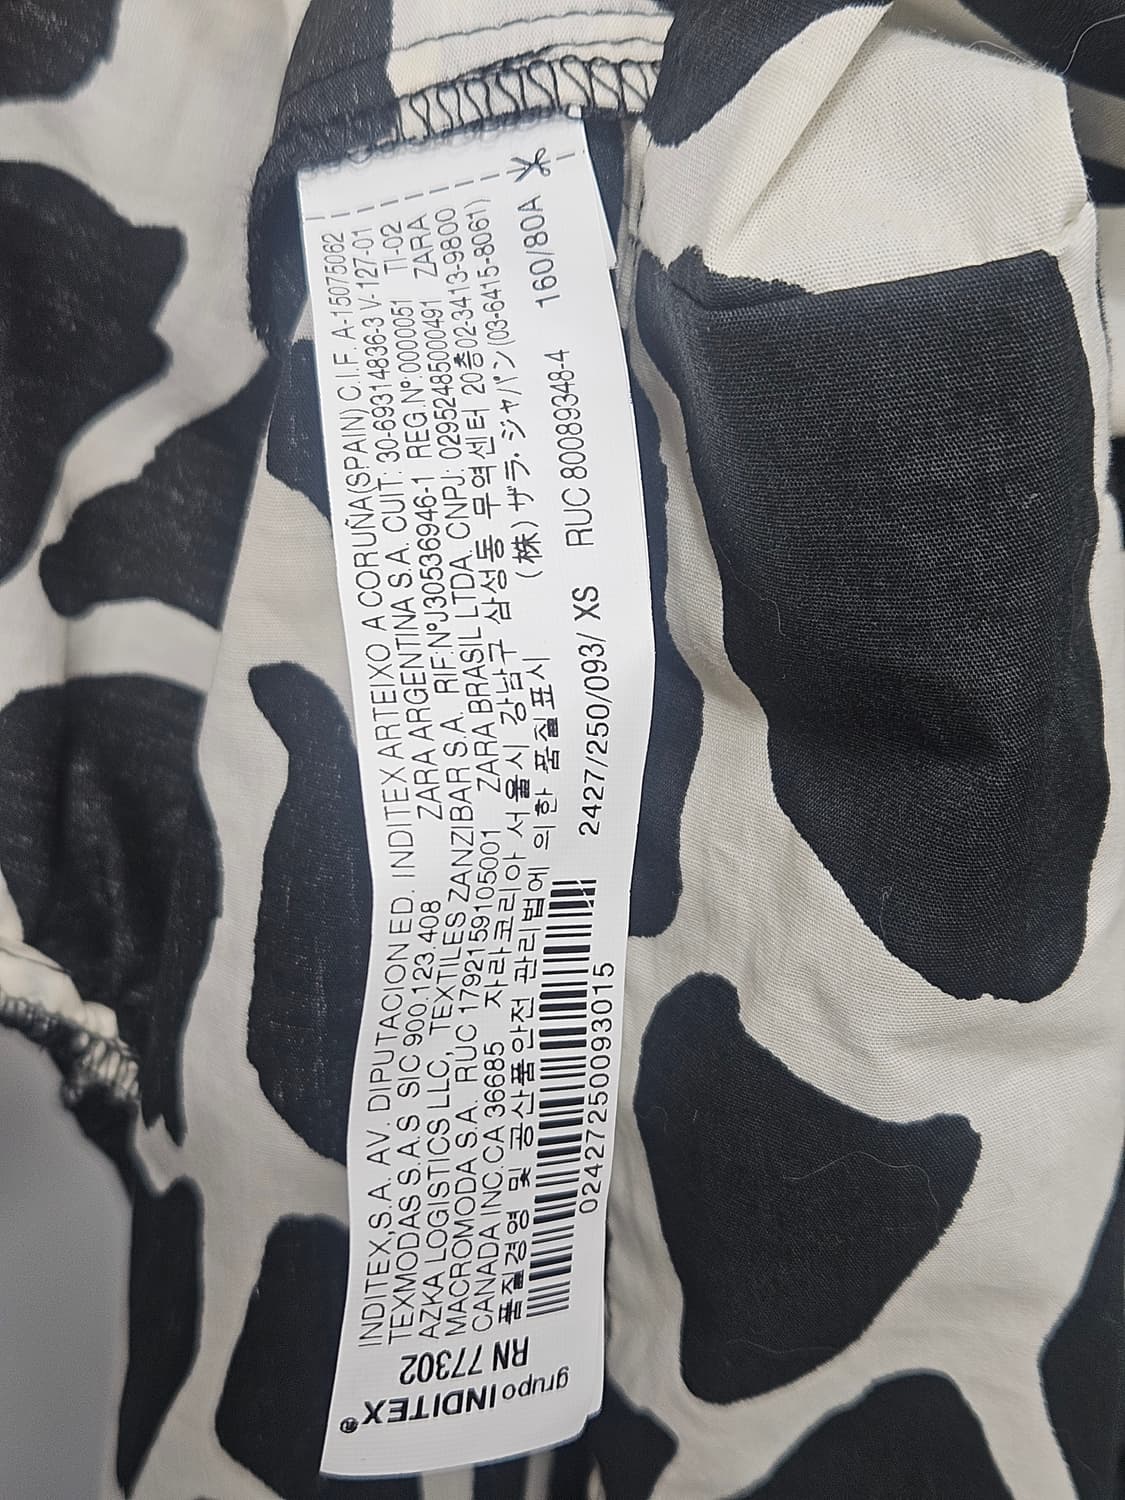 INDITEX,S.A. AV. DIPUTACION ED. INDITEX ARTEIXO A CORUÑA(SPAIN) C.I.F. A-15075062
TEXMODAS S.A.S SIC 900.123.408 ZARA ARGENTINA S.A. CUIT: 30-69314836-3 V-127-01
AZKA LOGISTICS LLC, TEXTILES ZANZIBAR S.A. RIF:NºJ30536946-1 REG.Nº:0000051 TI-02
MACROMODA S.A. RUC 1792159105001 ZARA BRASIL LTDA. CNPJ: 02952485000491 ZARA
CANADA INC.CA 36685 자라코리아 서울시 강남구 삼성동 무역센터 20층02-3413-9800
품질경영 및 공산품안전 관리법에 의한 품질표시 (株) ザラ・ジャパン(03-6415-8061)
2427/250/093/ XS RUC 80089348-4 160/80A
02427250093015
RN 77302
grupo INDITEX®